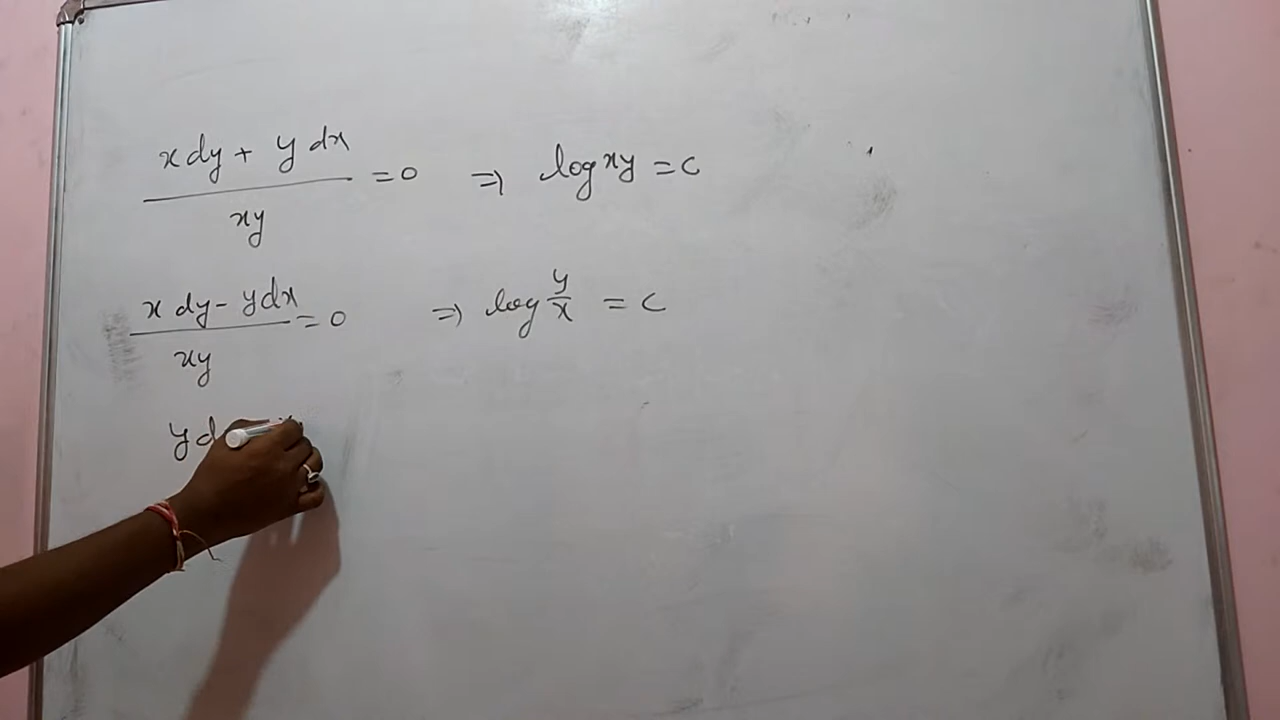 x dy + y dx / xy = 0 ⇒ log xy = c
x dy - y dx / xy = 0 ⇒ log y/x = c
y d